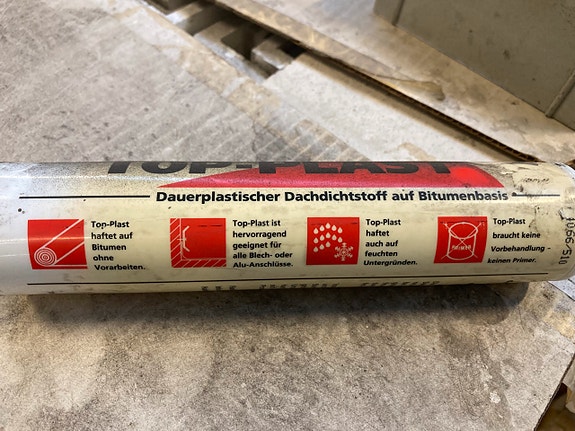 TOP-PLAST
Dauerplastischer Dachdichtstoff auf Bitumenbasis
Top-Plast
haftet auf
Bitumen
ohne
Vorarbeiten.
Top-Plast ist
hervorragend
geeignet für
alle Blech- oder
Alu-Anschlüsse.
Top-Plast
haftet
auch auf
feuchten
Untergründen.
PRIMER
Top-Plast
braucht keine
Vorbehandlung -
keinen Primer.